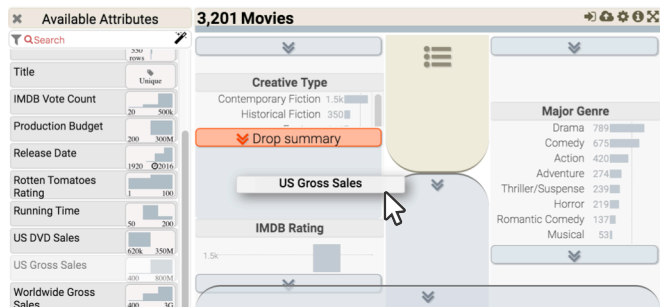 Available Attributes
3,201 Movies
Search
550
rows
Title
Unique
IMDB Vote Count
20 500k
Production Budget
200 300M
Release Date
1920 2016
Rotten Tomatoes
Rating
1 100
Running Time
50 200
US DVD Sales
620k 350M
US Gross Sales
400 800M
Worldwide Gross
Sales
400 3G
Creative Type
Contemporary Fiction 1.5k
Historical Fiction 350
Drop summary
US Gross Sales
IMDB Rating
1.5k
Major Genre
Drama 789
Comedy 675
Action 420
Adventure 274
Thriller/Suspense 239
Horror 219
Romantic Comedy 137
Musical 53